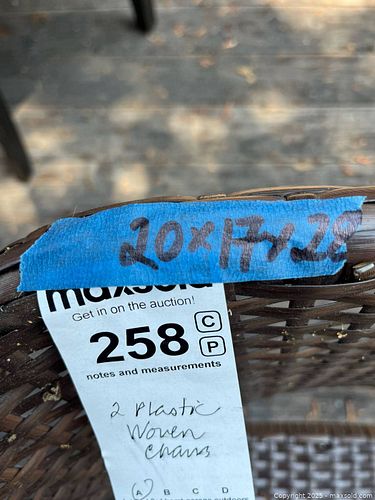 20x17x28
maxsold
Get in on the auction!
258 C
P
notes and measurements
2 Plastic
Woven
Chairs
A B C D
Copyright 2025 - maxsold.com